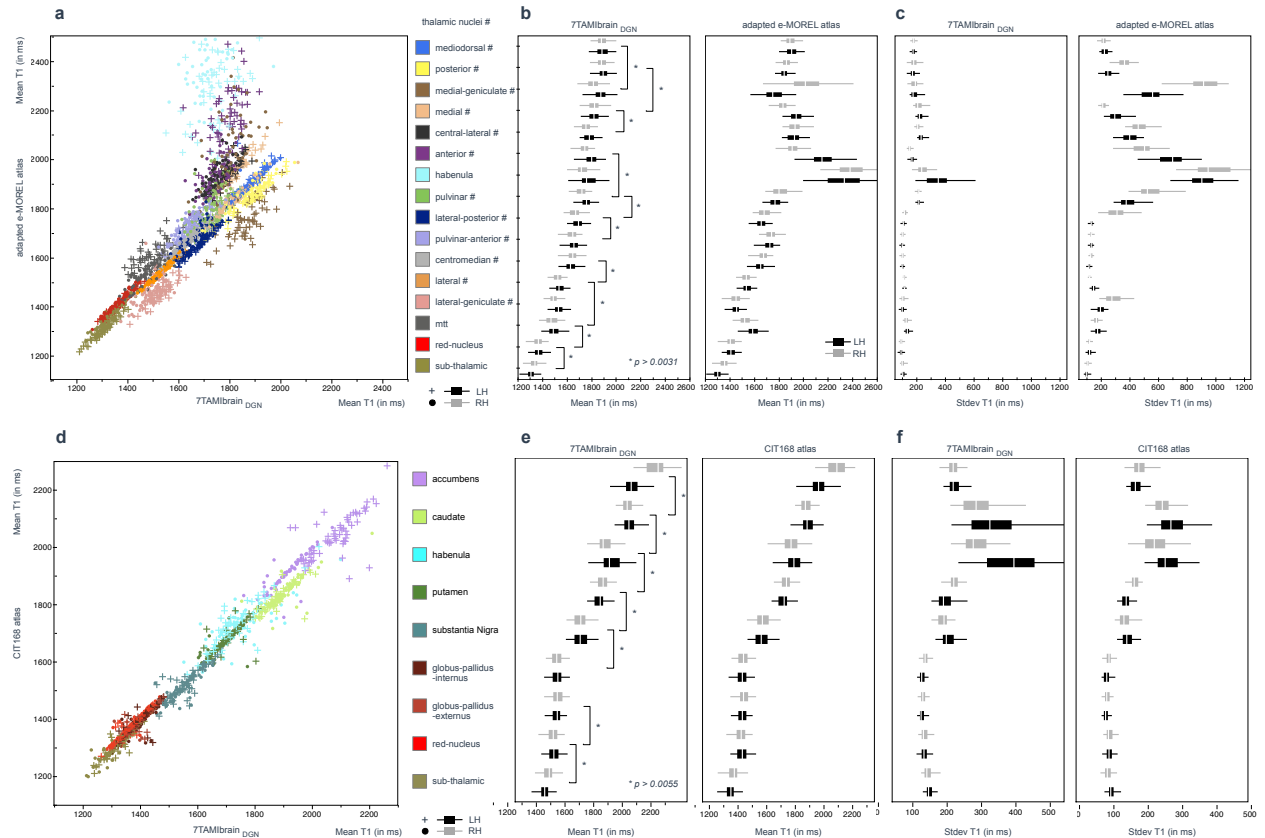 a
thalamic nuclei #
b
7TAMIbrain DGN
adapted e-MOREL atlas
c
7TAMIbrain DGN
adapted e-MOREL atlas
Mean T1 (in ms)
adapted e-MOREL atlas
2400
2200
2000
1800
1600
1400
1200
1200 1400 1600 1800 2000 2200 2400
7TAMIbrain DGN
Mean T1 (in ms)
mediodorsal #
posterior #
medial-geniculate #
medial #
central-lateral #
anterior #
habenula
pulvinar #
lateral-posterior #
pulvinar-anterior #
centromedian #
lateral #
lateral-geniculate #
mtt
red-nucleus
sub-thalamic
+ LH
● RH
*
*
*
*
*
*
*
*
*
*
* p > 0.0031
1200 1400 1600 1800 2000 2200 2400 2600
Mean T1 (in ms)
LH
RH
1200 1400 1600 1800 2000 2200 2400 2600
Mean T1 (in ms)
200 400 600 800 1000 1200
Stdev T1 (in ms)
200 400 600 800 1000 1200
Stdev T1 (in ms)
d
e
7TAMIbrain DGN
CIT168 atlas
f
7TAMIbrain DGN
CIT168 atlas
Mean T1 (in ms)
CIT168 atlas
2200
2000
1800
1600
1400
1200
1200 1400 1600 1800 2000 2200
7TAMIbrain DGN
Mean T1 (in ms)
accumbens
caudate
habenula
putamen
substantia Nigra
globus-pallidus
-internus
globus-pallidus
-externus
red-nucleus
sub-thalamic
+ LH
● RH
*
*
*
*
*
*
*
* p > 0.0055
1200 1400 1600 1800 2000 2200
Mean T1 (in ms)
1200 1400 1600 1800 2000 2200 0
Mean T1 (in ms)
100 200 300 400 500 0
Stdev T1 (in ms)
100 200 300 400 500
Stdev T1 (in ms)